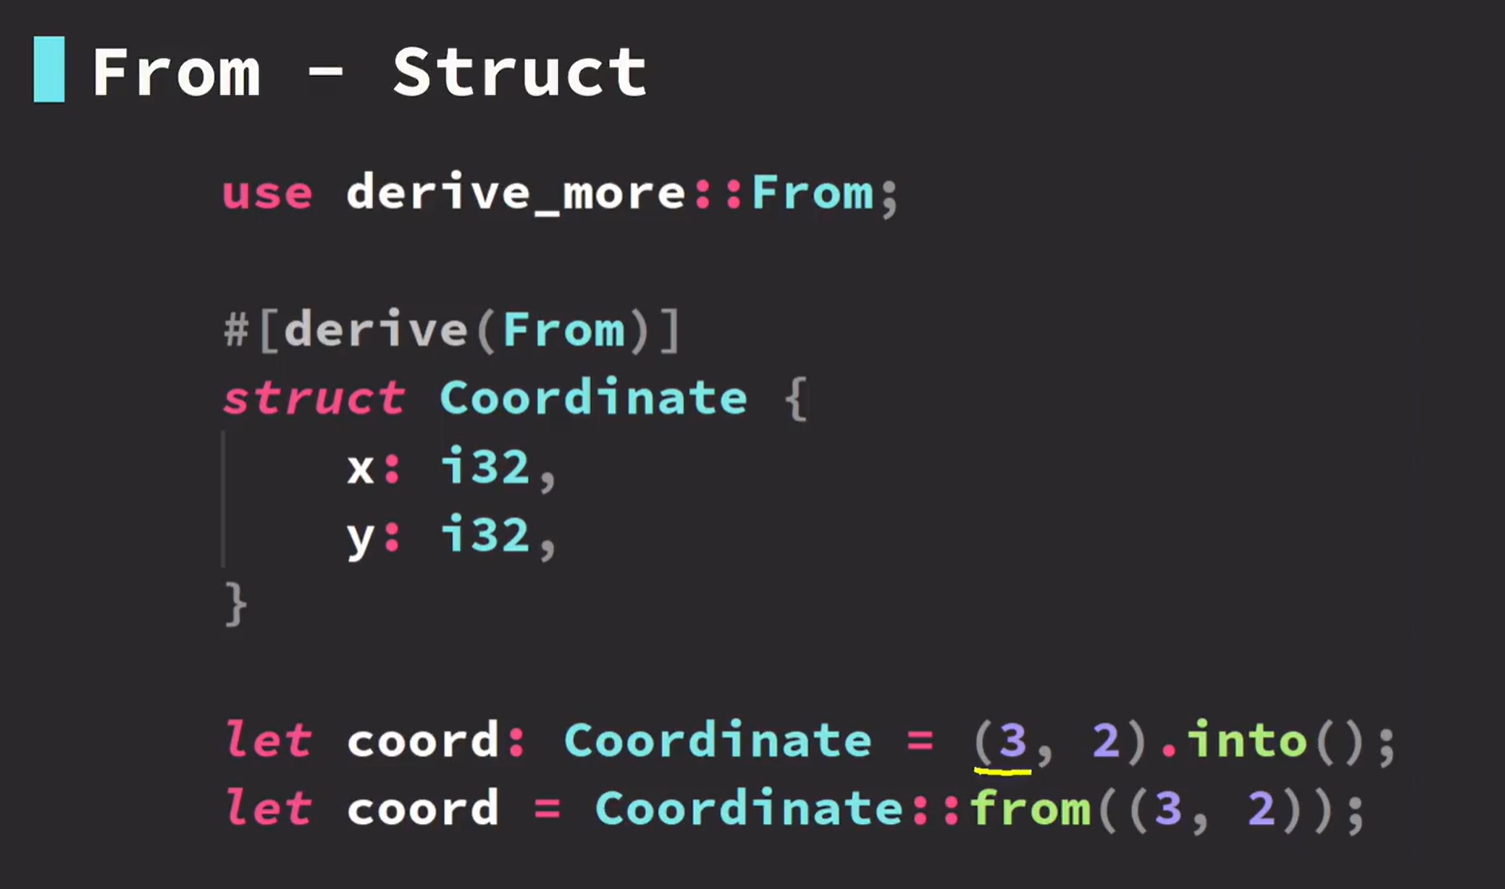 From - Struct
use derive_more::From;
#[derive(From)]
struct Coordinate {
    x: i32,
    y: i32,
}
let coord: Coordinate = (3, 2).into();
let coord = Coordinate::from((3, 2));